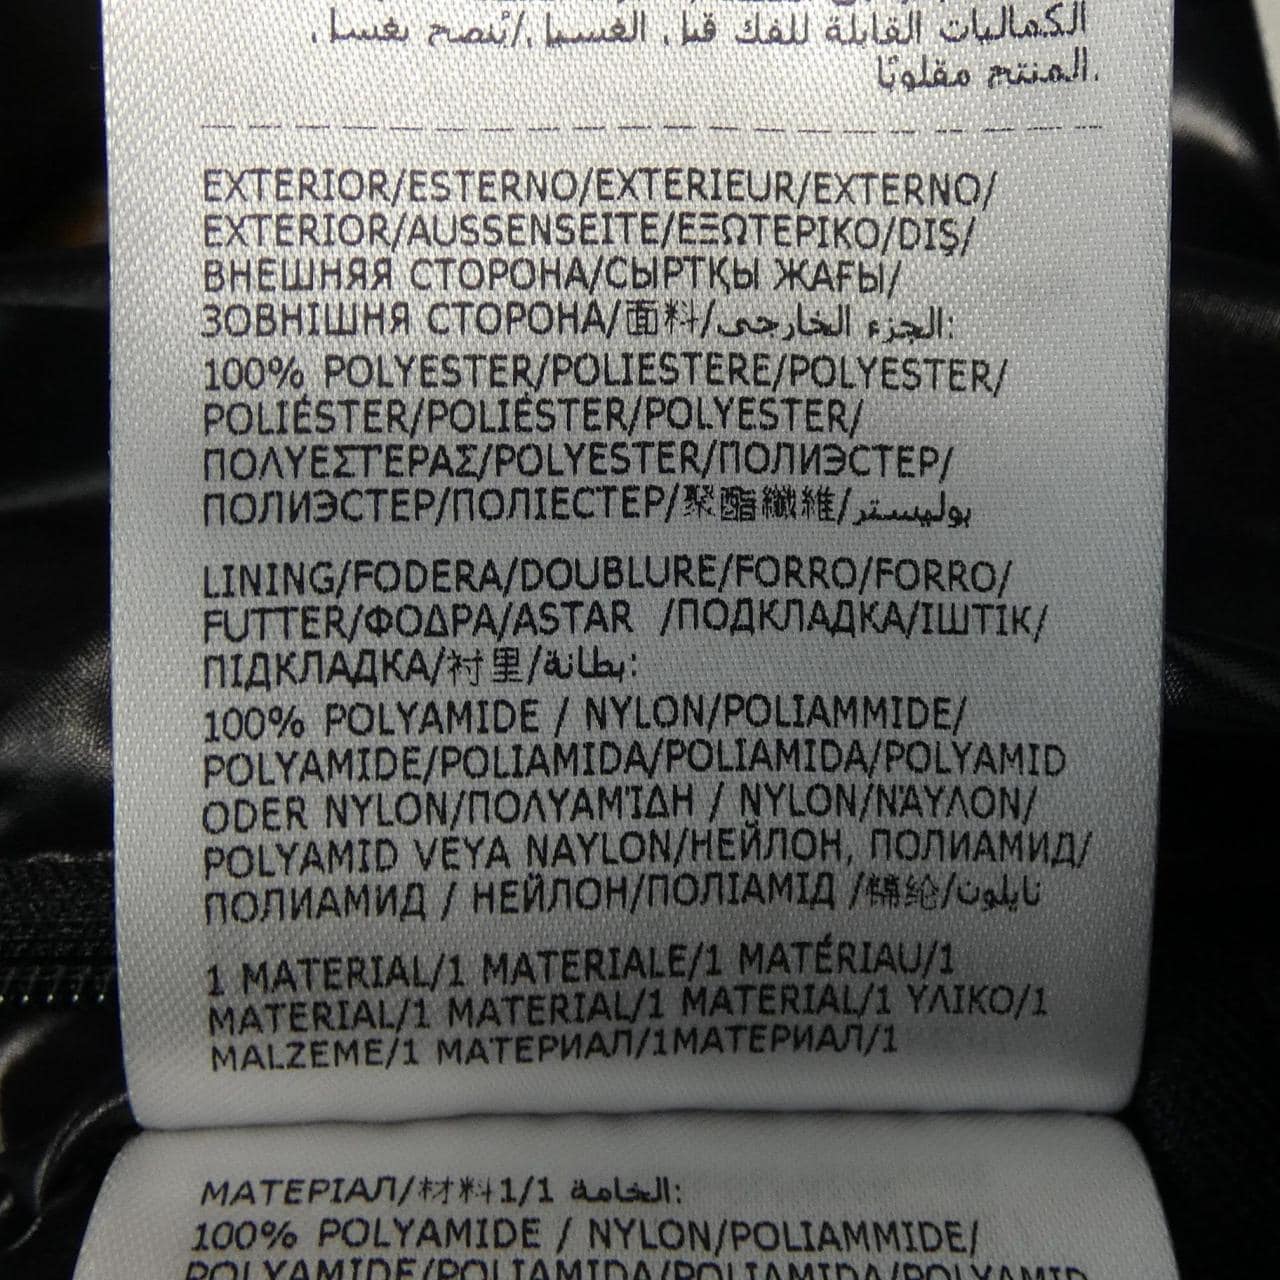 الكماليات القابلة للفك قبل الغسيل./يُنصح بغسل
المنتج مقلوبًا.
EXTERIOR/ESTERNO/EXTERIEUR/EXTERNO/
EXTERIOR/AUSSENSEITE/ΕΞΩΤΕΡΙΚΟ/DIŞ/
ВНЕШНЯЯ СТОРОНА/СЫРТҚЫ ЖАҒЫ/
ЗОВНІШНЯ СТОРОНА/面料/الجزء الخارجي:
100% POLYESTER/POLIESTERE/POLYESTER/
POLIÉSTER/POLIÉSTER/POLYESTER/
ΠΟΛΥΕΣΤΕΡΑΣ/POLYESTER/ПОЛИЭСТЕР/
ПОЛИЭСТЕР/ПОЛІЕСТЕР/聚酯纖維/بوليستر
LINING/FODERA/DOUBLURE/FORRO/FORRO/
FUTTER/ΦΟΔΡΑ/ASTAR /ПОДКЛАДКА/ІШТІК/
ПІДКЛАДКА/衬里/بطانة:
100% POLYAMIDE / NYLON/POLIAMMIDE/
POLYAMIDE/POLIAMIDA/POLIAMIDA/POLYAMID
ODER NYLON/ΠΟΛΥΑΜΊΔΗ / NYLON/ΝΆΥΛΟΝ/
POLYAMID VEYA NAYLON/НЕЙЛОН, ПОЛИАМИД/
ПОЛИАМИД / НЕЙЛОН/ПОЛІАМІД /锦纶/نايلون
1 MATERIAL/1 MATERIALE/1 MATÉRIAU/1
MATERIAL/1 MATERIAL/1 MATERIAL/1 ΥΛΙΚΟ/1
MALZEME/1 МАТЕРИАЛ/1МАТЕРИАЛ/1
МАТЕРІАЛ/材料1/1 الخامة:
100% POLYAMIDE / NYLON/POLIAMMIDE/
POLYAMIDE/POLIAMIDA/POLIAMIDA/POLYAMID